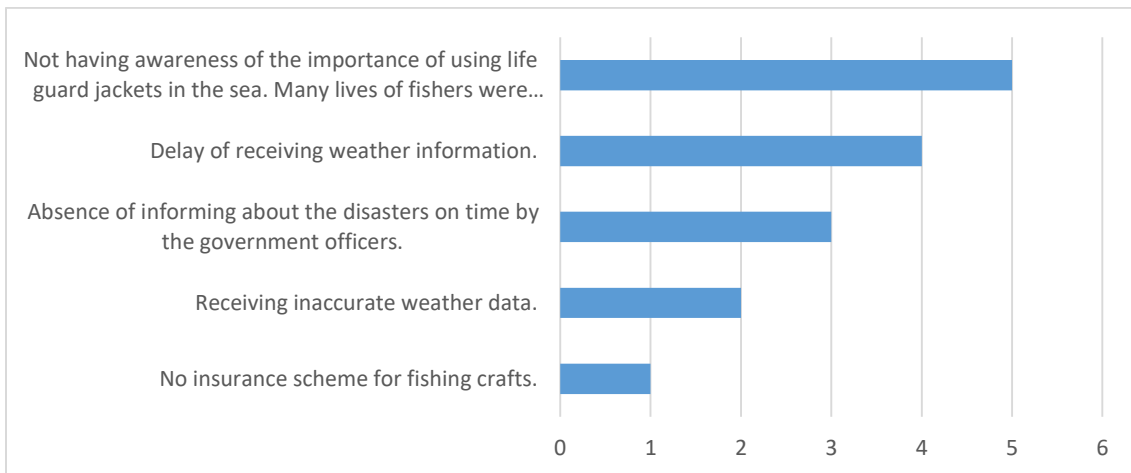 Not having awareness of the importance of using life
guard jackets in the sea. Many lives of fishers were...
Delay of receiving weather information.
Absence of informing about the disasters on time by
the government officers.
Receiving inaccurate weather data.
No insurance scheme for fishing crafts.
0 1 2 3 4 5 6